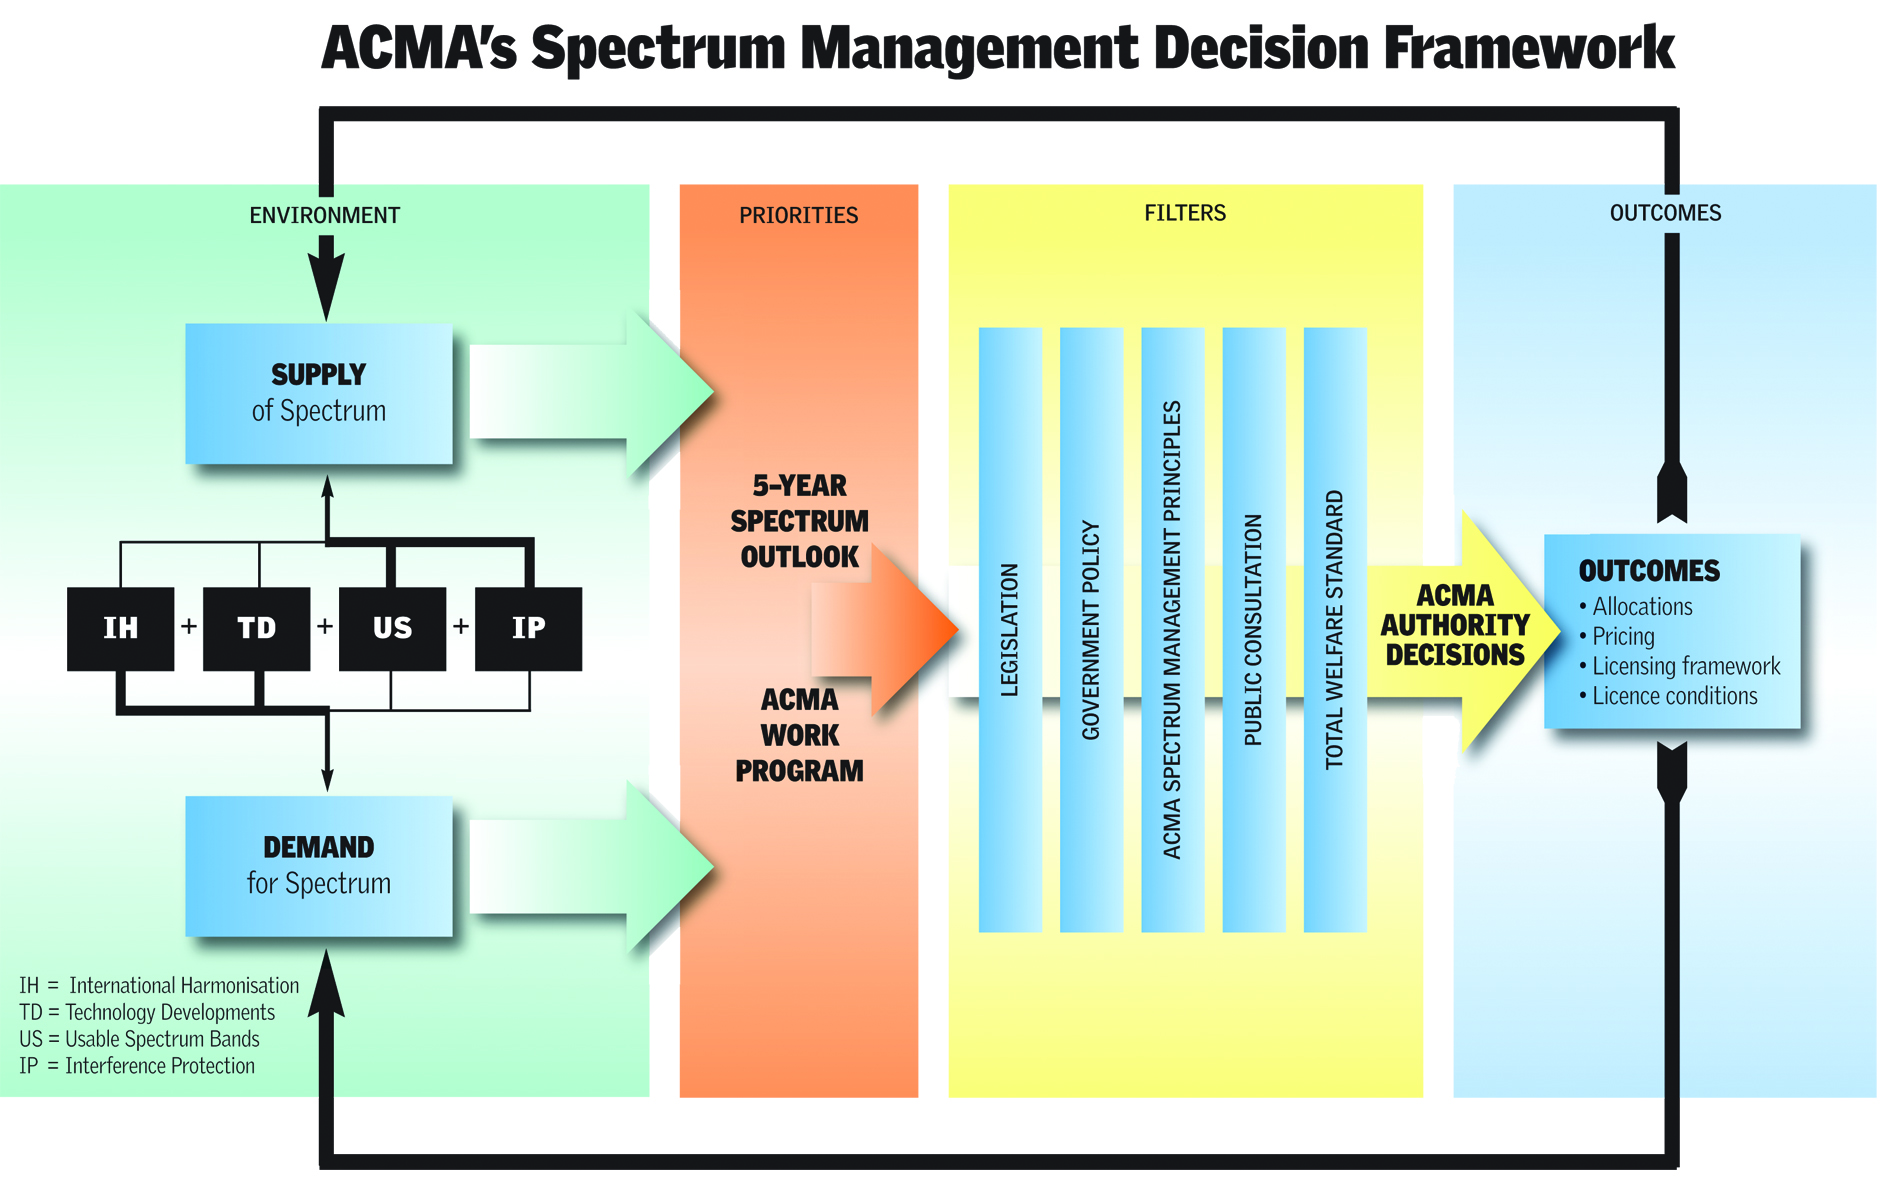 ACMA's Spectrum Management Decision Framework
ENVIRONMENT
SUPPLY
of Spectrum
IH + TD + US + IP
DEMAND
for Spectrum
IH = International Harmonisation
TD = Technology Developments
US = Usable Spectrum Bands
IP = Interference Protection
PRIORITIES
5-YEAR
SPECTRUM
OUTLOOK
ACMA
WORK
PROGRAM
FILTERS
LEGISLATION
GOVERNMENT POLICY
ACMA SPECTRUM MANAGEMENT PRINCIPLES
PUBLIC CONSULTATION
TOTAL WELFARE STANDARD
ACMA
AUTHORITY
DECISIONS
OUTCOMES
OUTCOMES
• Allocations
• Pricing
• Licensing framework
• Licence conditions